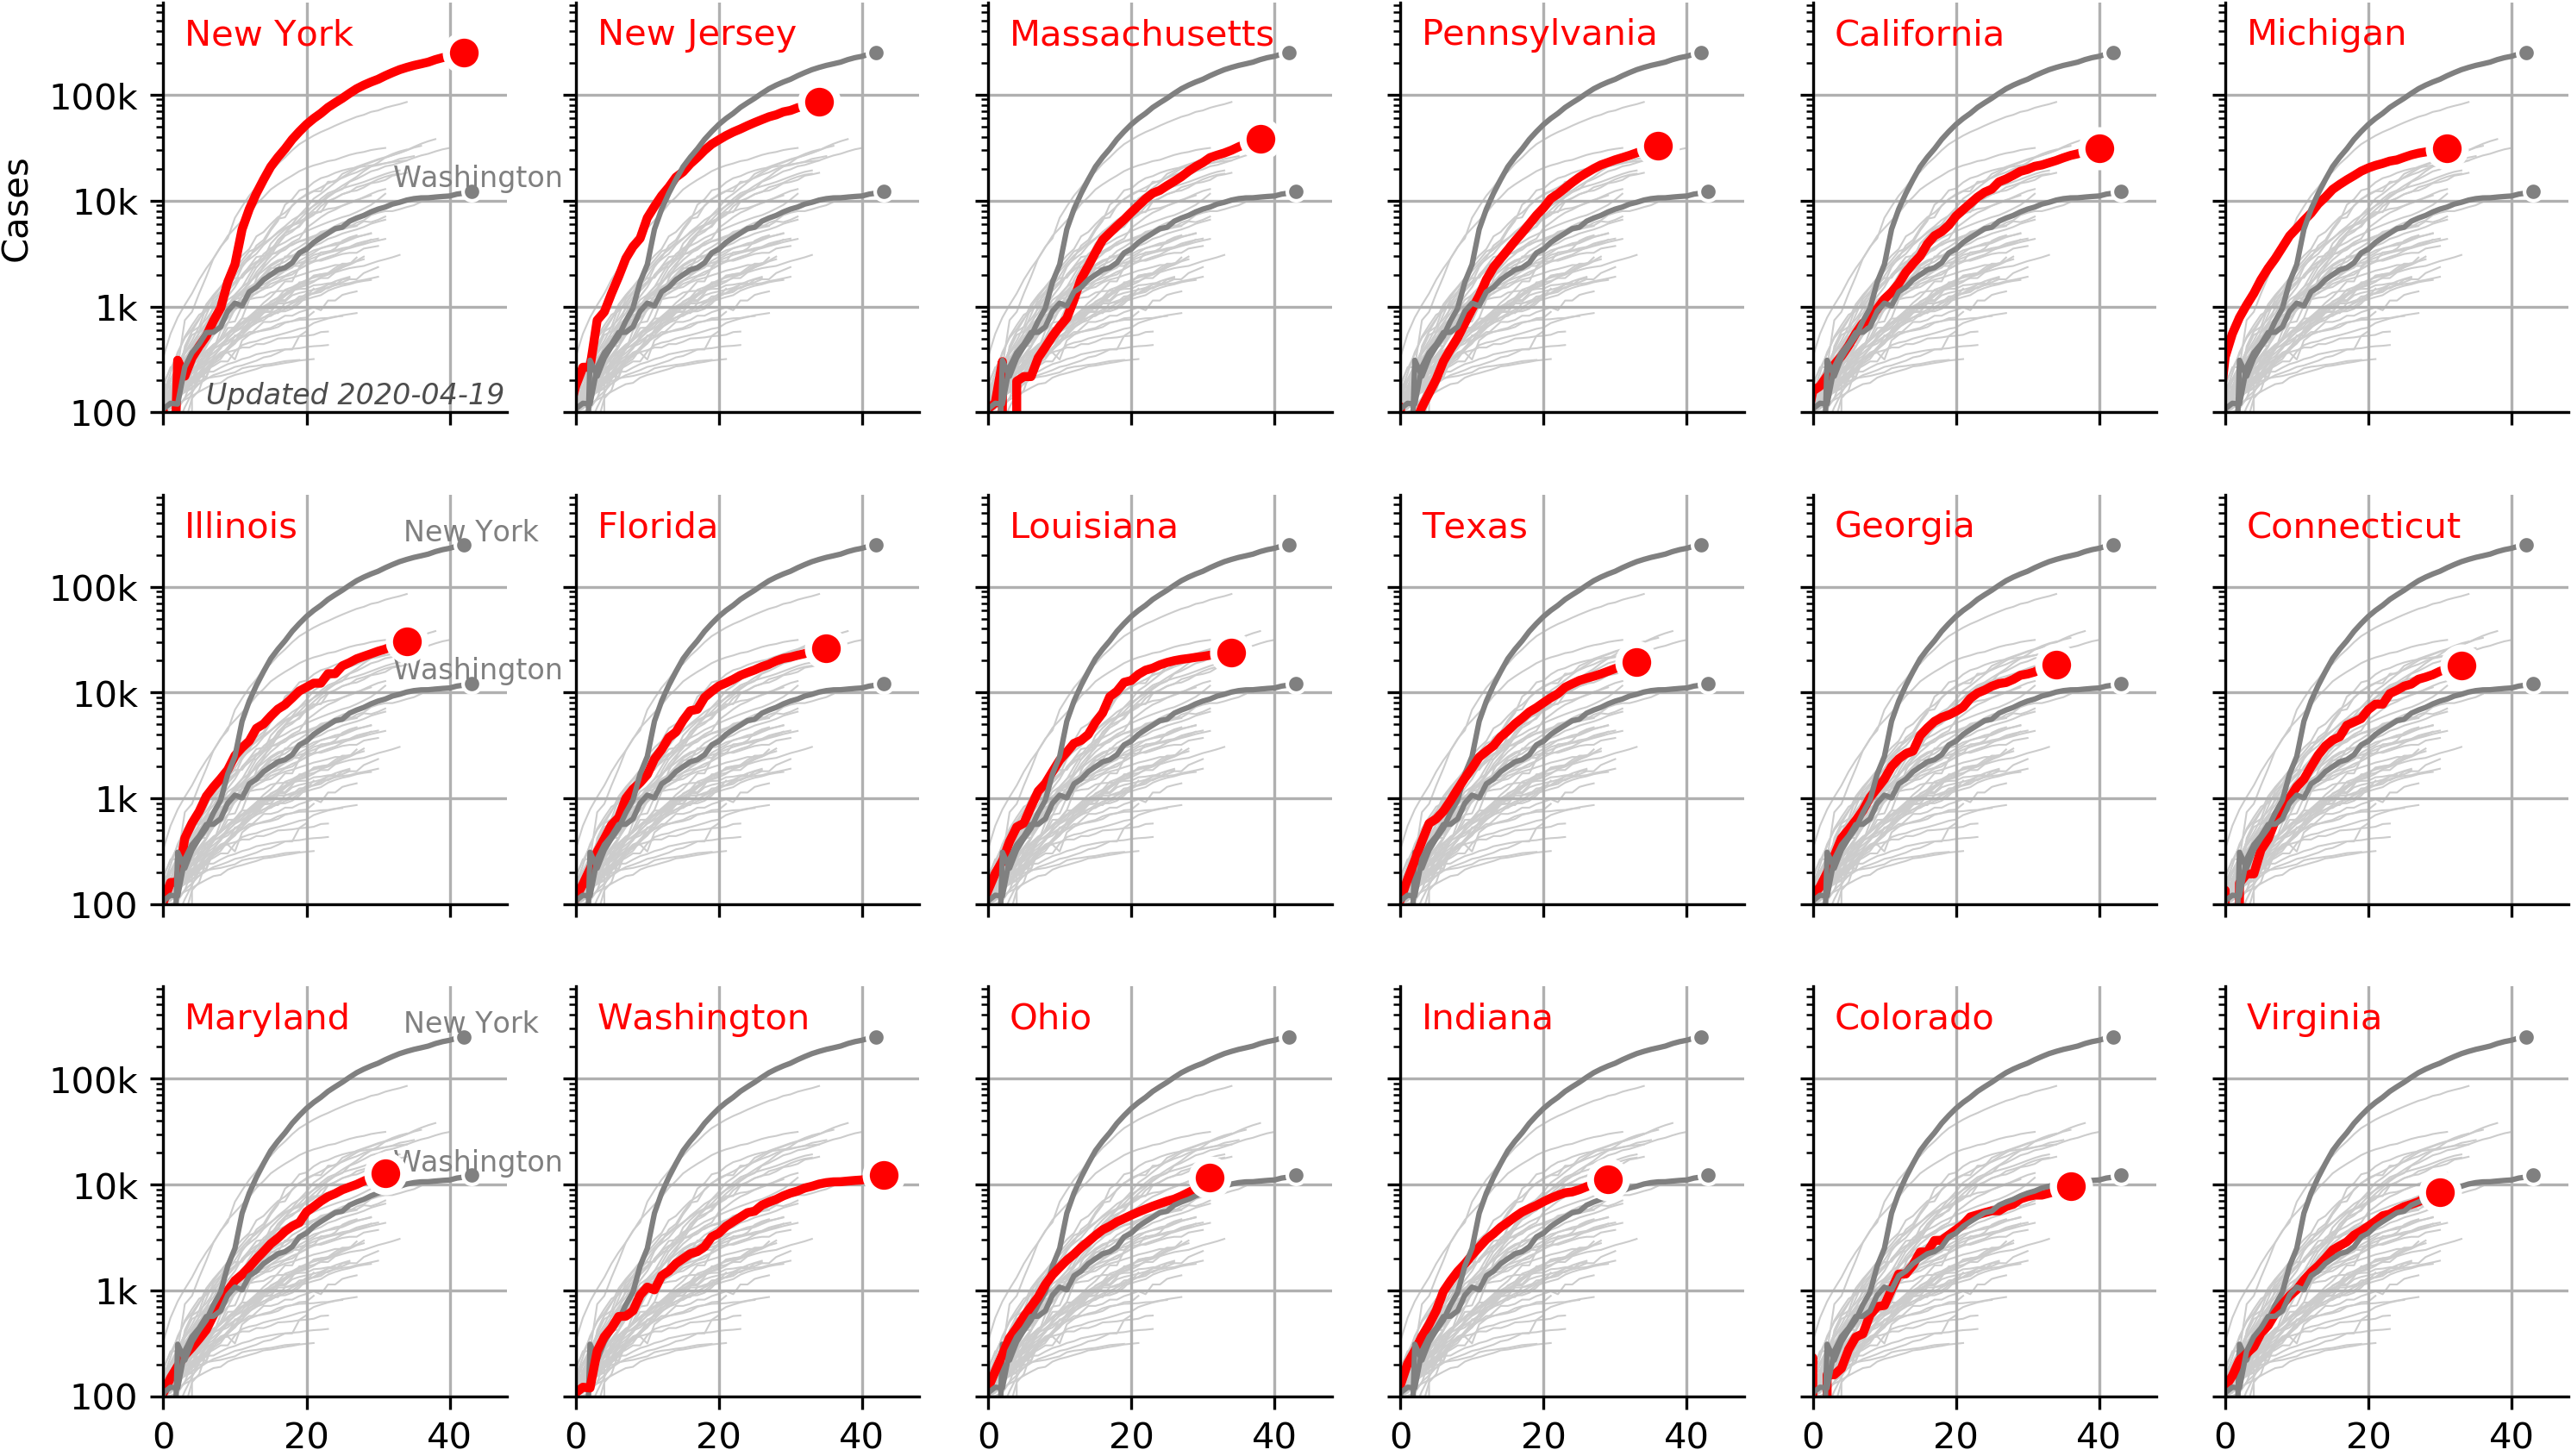 New York
New Jersey
Massachusetts
Pennsylvania
California
Michigan
Cases
100k
10k
1k
100
Washington
Updated 2020-04-19
Illinois
Florida
Louisiana
Texas
Georgia
Connecticut
New York
100k
Washington
10k
1k
100
Maryland
Washington
Ohio
Indiana
Colorado
Virginia
New York
100k
Washington
10k
1k
100
0 20 40 0 20 40 0 20 40 0 20 40 0 20 40 0 20 40